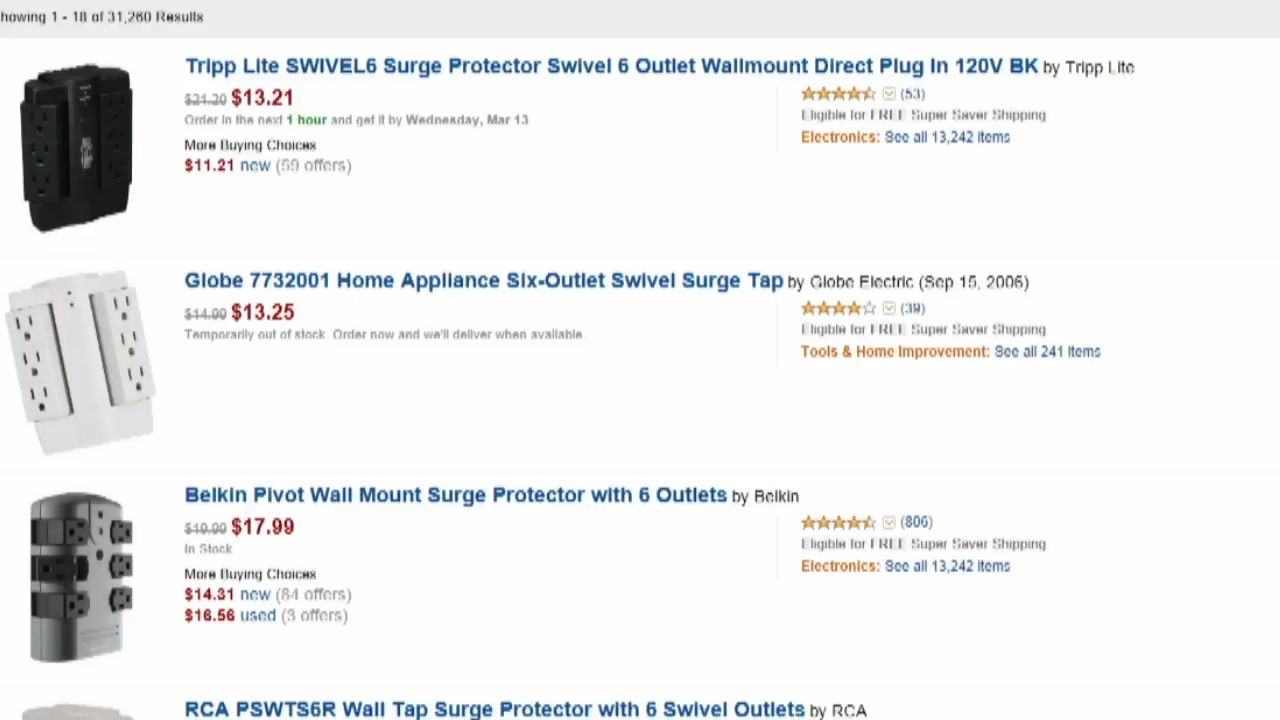 howing 1 - 18 of 31,260 Results
Tripp Lite SWIVEL6 Surge Protector Swivel 6 Outlet Wallmount Direct Plug In 120V BK by Tripp Lite
$21.20 $13.21
(53)
Order in the next 1 hour and get it by Wednesday, Mar 13
Eligible for FREE Super Saver Shipping
Electronics: See all 13,242 items
More Buying Choices
$11.21 new (59 offers)
Globe 7732001 Home Appliance Six-Outlet Swivel Surge Tap by Globe Electric (Sep 15, 2006)
$14.99 $13.25
(39)
Temporarily out of stock. Order now and we'll deliver when available.
Eligible for FREE Super Saver Shipping
Tools & Home Improvement: See all 241 items
Belkin Pivot Wall Mount Surge Protector with 6 Outlets by Belkin
$17.99
(806)
In Stock
Eligible for FREE Super Saver Shipping
Electronics: See all 13,242 items
More Buying Choices
$14.31 new (84 offers)
$16.56 used (3 offers)
RCA PSWTS6R Wall Tap Surge Protector with 6 Swivel Outlets by RCA